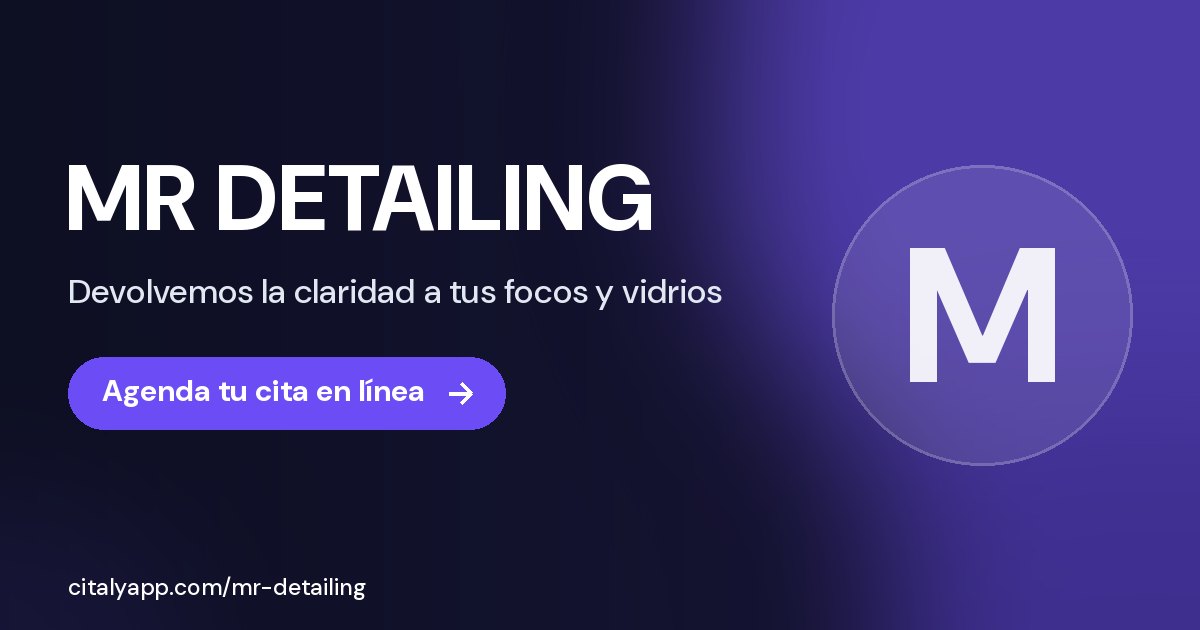 MR DETAILING
Devolvemos la claridad a tus focos y vidrios
Agenda tu cita en línea →
M
citalyapp.com/mr-detailing